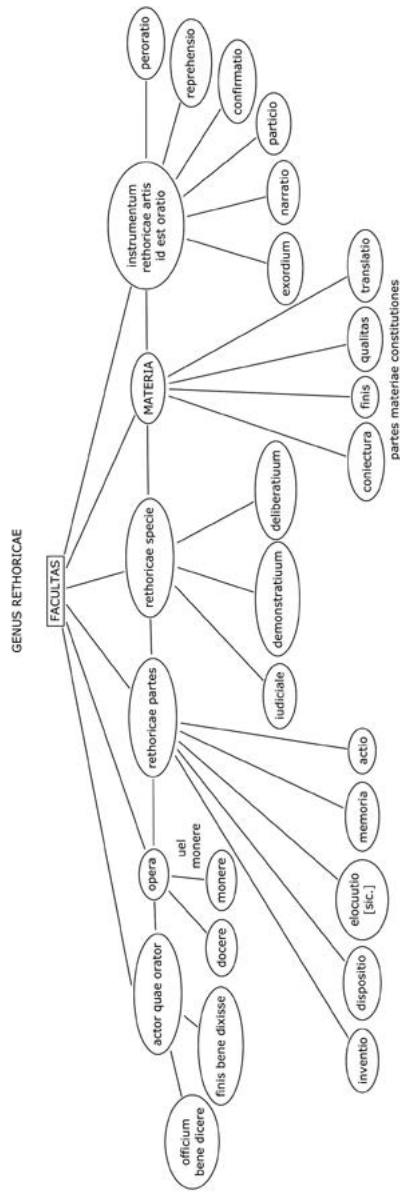 GENUS RETHORICAE
FACULTAS
actor quae orator
opera
rethoricae partes
rethoricae specie
MATERIA
instrumentum
rethoricae artis
id est oratio
officium
bene dicere
finis bene dixisse
docere
monere
uel
monere
inventio
dispositio
elocuutio
[sic.]
memoria
actio
iudiciale
demonstratiuum
deliberatiuum
coniectura
finis
qualitas
translatio
partes materiae constitutiones
exordium
narratio
particio
confirmatio
reprehensio
peroratio